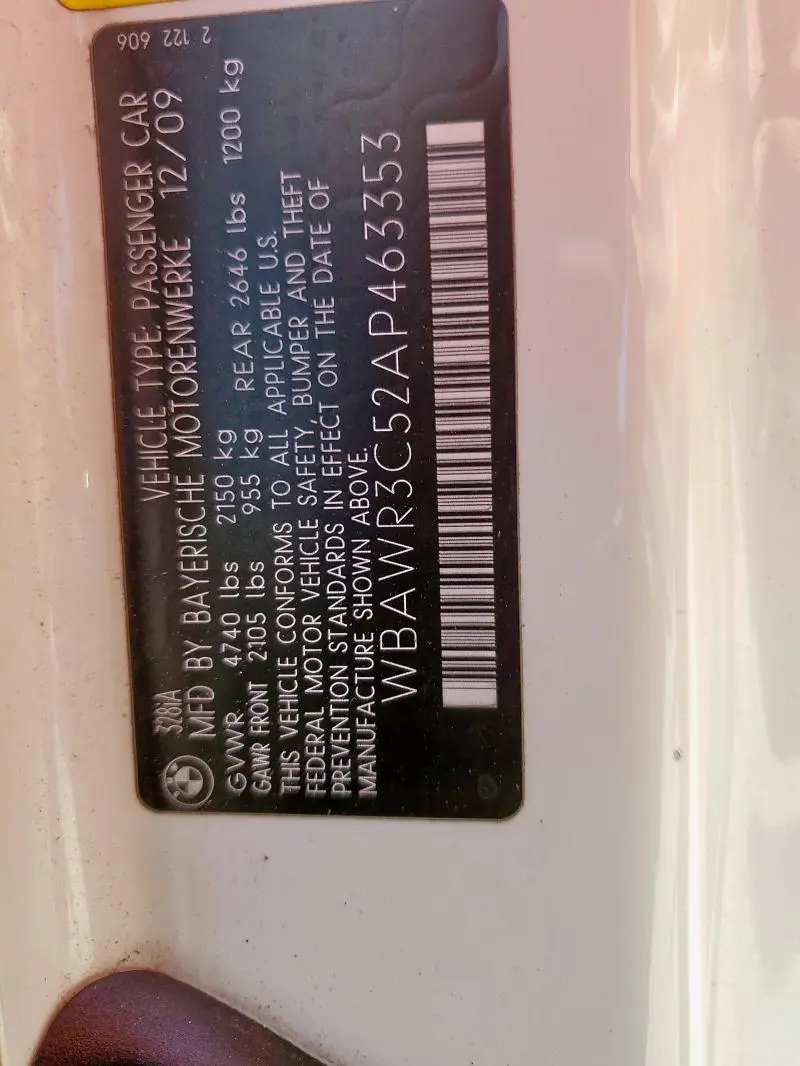 328iA VEHICLE TYPE: PASSENGER CAR
MFD BY BAYERISCHE MOTORENWERKE 12/09
GVWR 4740 lbs 2150 kg
GAWR FRONT 2105 lbs 955 kg REAR 2646 lbs 1200 kg
THIS VEHICLE CONFORMS TO ALL APPLICABLE U.S.
FEDERAL MOTOR VEHICLE SAFETY, BUMPER AND THEFT
PREVENTION STANDARDS IN EFFECT ON THE DATE OF
MANUFACTURE SHOWN ABOVE.
WBAWR3C52AP463353
2 122 606